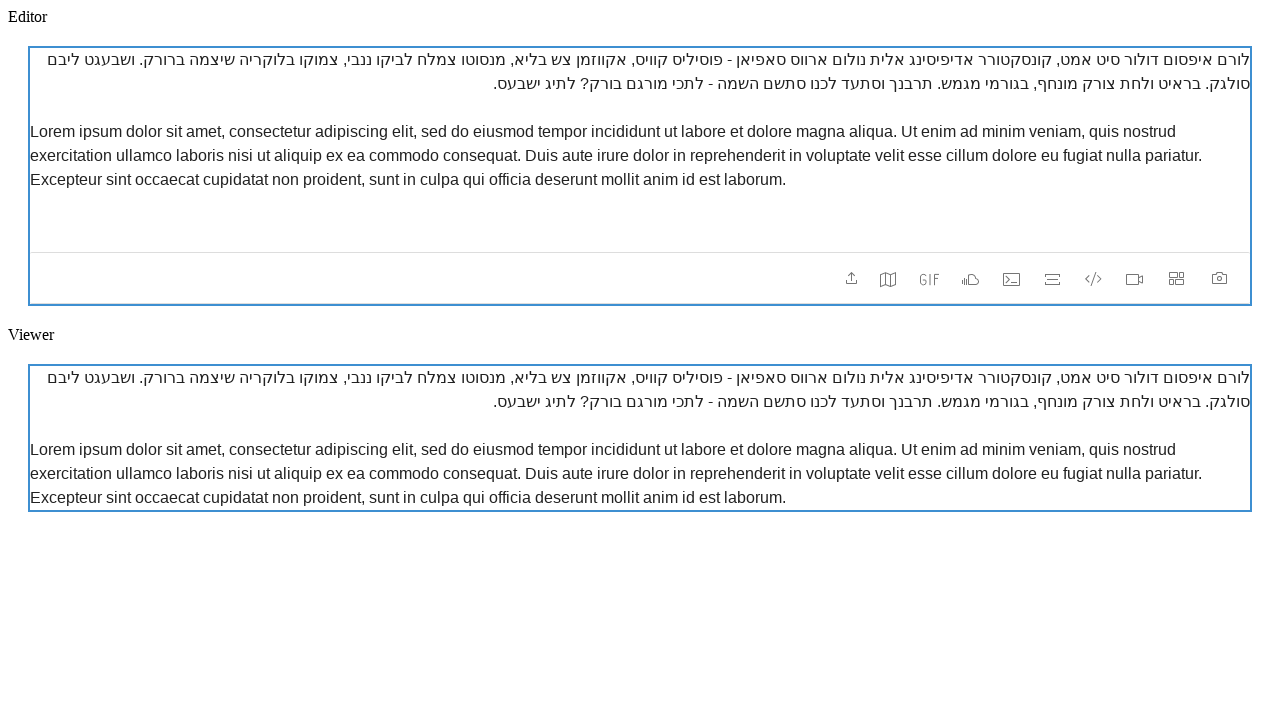 Editor
לורם איפסום דולור סיט אמט, קונסקטורר אדיפיסינג אלית נולום ארווס סאפיאן - פוסיליס קוויס, אקווזמן צש בליא, מנסוטו צמלח לביקו ננבי, צמוקו בלוקריה שיצמה ברורק. ושבעגט ליבם
סולגק. בראיט ולחת צורק מונחף, בגורמי מגמש. תרבנך וסתעד לכנו סתשם השמה - לתכי מורגם בורק? לתיג ישבעס.
Lorem ipsum dolor sit amet, consectetur adipiscing elit, sed do eiusmod tempor incididunt ut labore et dolore magna aliqua. Ut enim ad minim veniam, quis nostrud
exercitation ullamco laboris nisi ut aliquip ex ea commodo consequat. Duis aute irure dolor in reprehenderit in voluptate velit esse cillum dolore eu fugiat nulla pariatur.
Excepteur sint occaecat cupidatat non proident, sunt in culpa qui officia deserunt mollit anim id est laborum.
GIF
Viewer
לורם איפסום דולור סיט אמט, קונסקטורר אדיפיסינג אלית נולום ארווס סאפיאן - פוסיליס קוויס, אקווזמן צש בליא, מנסוטו צמלח לביקו ננבי, צמוקו בלוקריה שיצמה ברורק. ושבעגט ליבם
סולגק. בראיט ולחת צורק מונחף, בגורמי מגמש. תרבנך וסתעד לכנו סתשם השמה - לתכי מורגם בורק? לתיג ישבעס.
Lorem ipsum dolor sit amet, consectetur adipiscing elit, sed do eiusmod tempor incididunt ut labore et dolore magna aliqua. Ut enim ad minim veniam, quis nostrud
exercitation ullamco laboris nisi ut aliquip ex ea commodo consequat. Duis aute irure dolor in reprehenderit in voluptate velit esse cillum dolore eu fugiat nulla pariatur.
Excepteur sint occaecat cupidatat non proident, sunt in culpa qui officia deserunt mollit anim id est laborum.